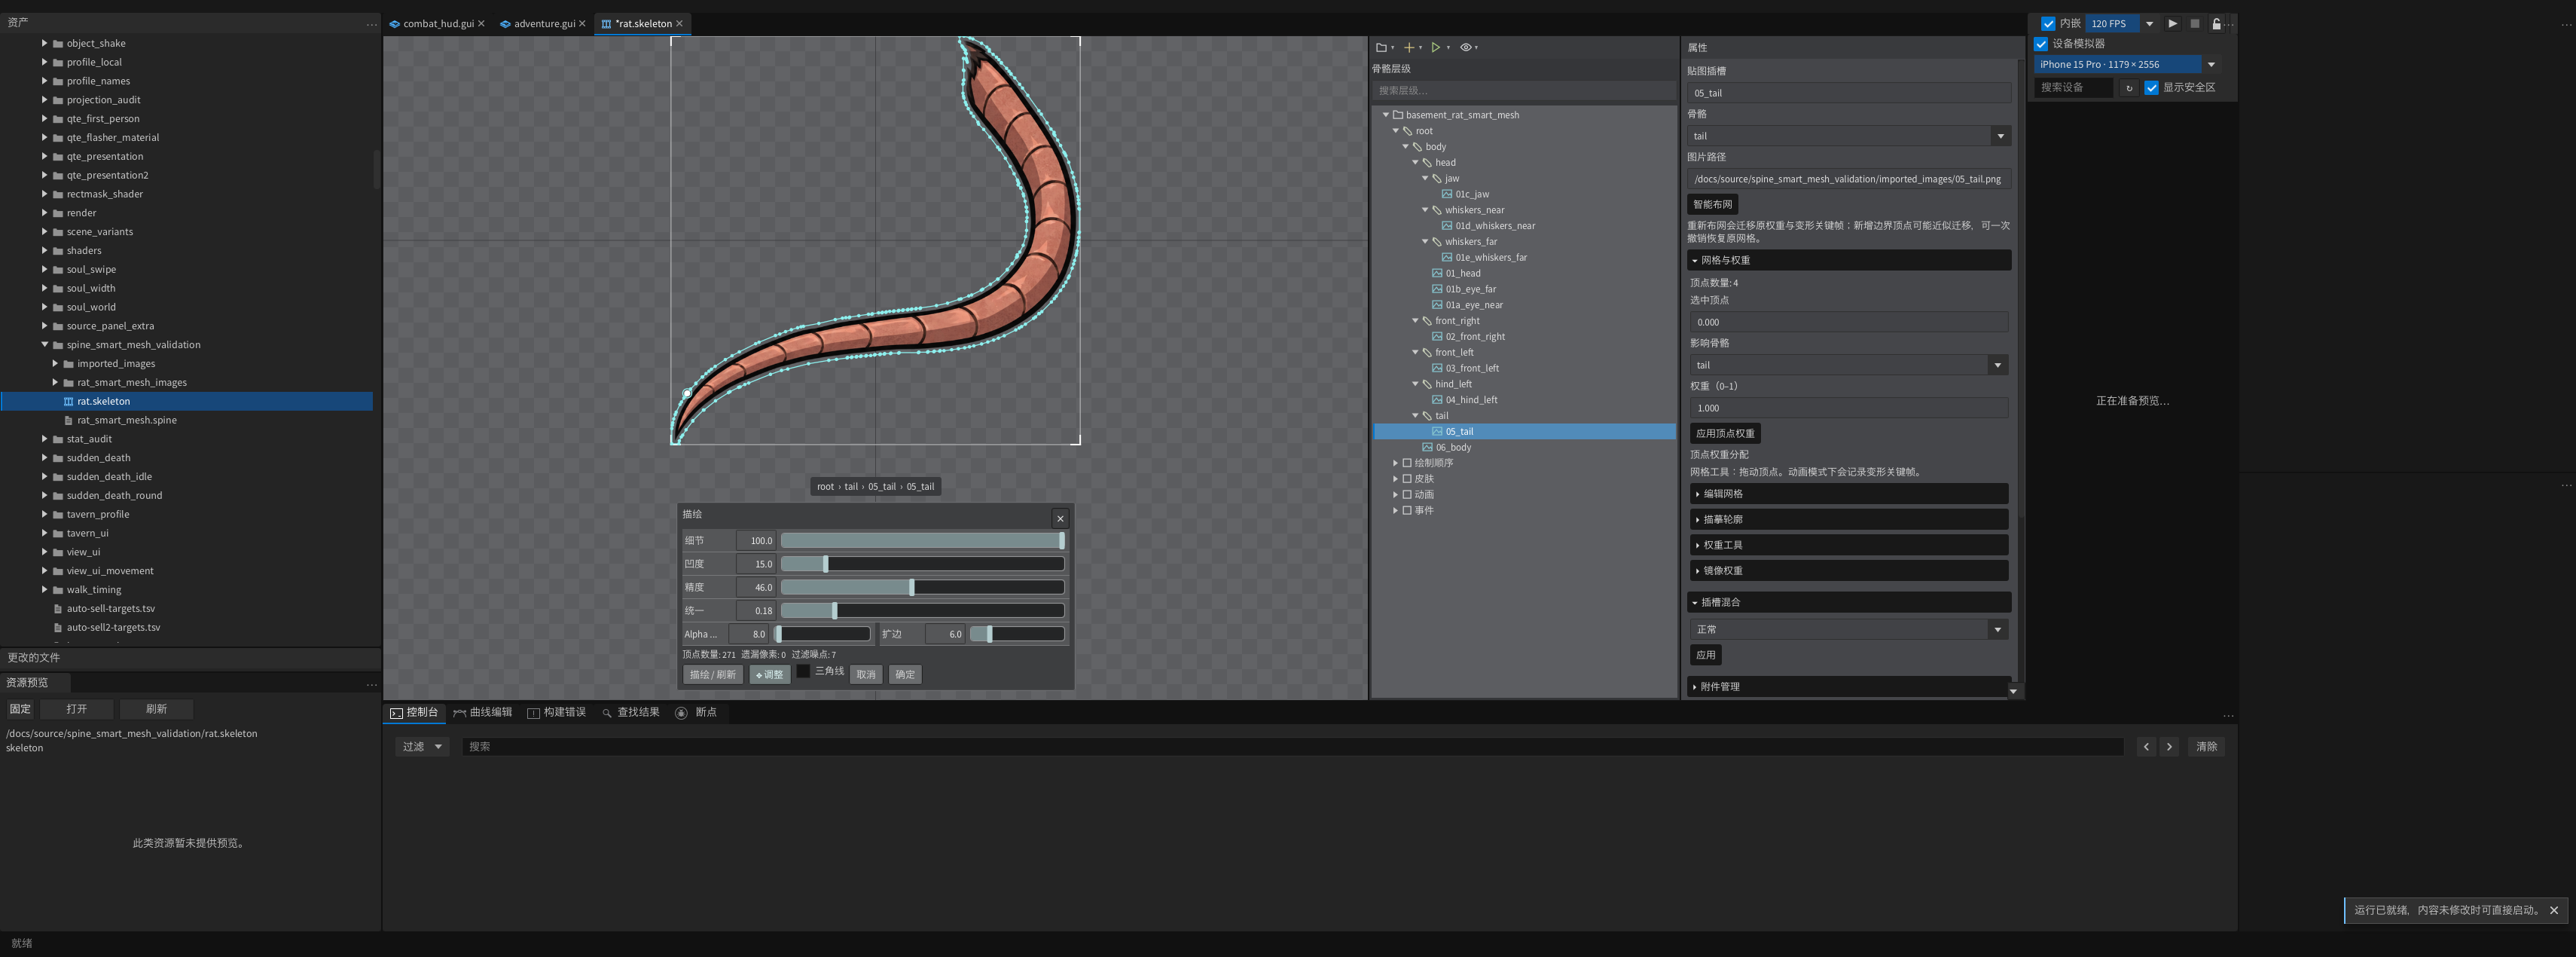 资产
object_shake
profile_local
profile_names
projection_audit
qte_first_person
qte_flasher_material
qte_presentation
qte_presentation2
rectmask_shader
render
scene_variants
shaders
soul_swipe
soul_width
soul_world
source_panel_extra
spine_smart_mesh_validation
imported_images
rat_smart_mesh_images
rat.skeleton
rat_smart_mesh.spine
stat_audit
sudden_death
sudden_death_idle
sudden_death_round
tavern_profile
tavern_ui
view_ui
view_ui_movement
walk_timing
auto-sell-targets.tsv
auto-sell2-targets.tsv
更改的文件
资源预览
固定 打开 刷新
/docs/source/spine_smart_mesh_validation/rat.skeleton
skeleton
此类资源暂未提供预览。
就绪
combat_hud.gui
adventure.gui
*rat.skeleton
root › tail › 05_tail › 05_tail
描绘
细节 100.0
凹度 15.0
精度 46.0
统一 0.18
Alpha ... 8.0 扩边 6.0
顶点数量: 271 遗漏像素: 0 过滤噪点: 7
描绘 / 刷新 调整 三角线 取消 确定
骨骼层级
搜索层级…
basement_rat_smart_mesh
root
body
head
jaw
01c_jaw
whiskers_near
01d_whiskers_near
whiskers_far
01e_whiskers_far
01_head
01b_eye_far
01a_eye_near
front_right
02_front_right
front_left
03_front_left
hind_left
04_hind_left
tail
05_tail
06_body
绘制顺序
皮肤
动画
事件
属性
贴图插槽
05_tail
骨骼
tail
图片路径
/docs/source/spine_smart_mesh_validation/imported_images/05_tail.png
智能布网
重新布网会迁移原权重与变形关键帧；新增边界顶点可能近似迁移，可一次
撤销恢复原网格。
网格与权重
顶点数量: 4
选中顶点
0.000
影响骨骼
tail
权重（0–1）
1.000
应用顶点权重
顶点权重分配
网格工具：拖动顶点。动画模式下会记录变形关键帧。
编辑网格
描摹轮廓
权重工具
镜像权重
插槽混合
正常
应用
附件管理
内嵌 120 FPS
设备模拟器
iPhone 15 Pro · 1179 × 2556
搜索设备 显示安全区
正在准备预览…
控制台 曲线编辑 构建错误 查找结果 断点
过滤 搜索 清除
运行已就绪，内容未修改时可直接启动。